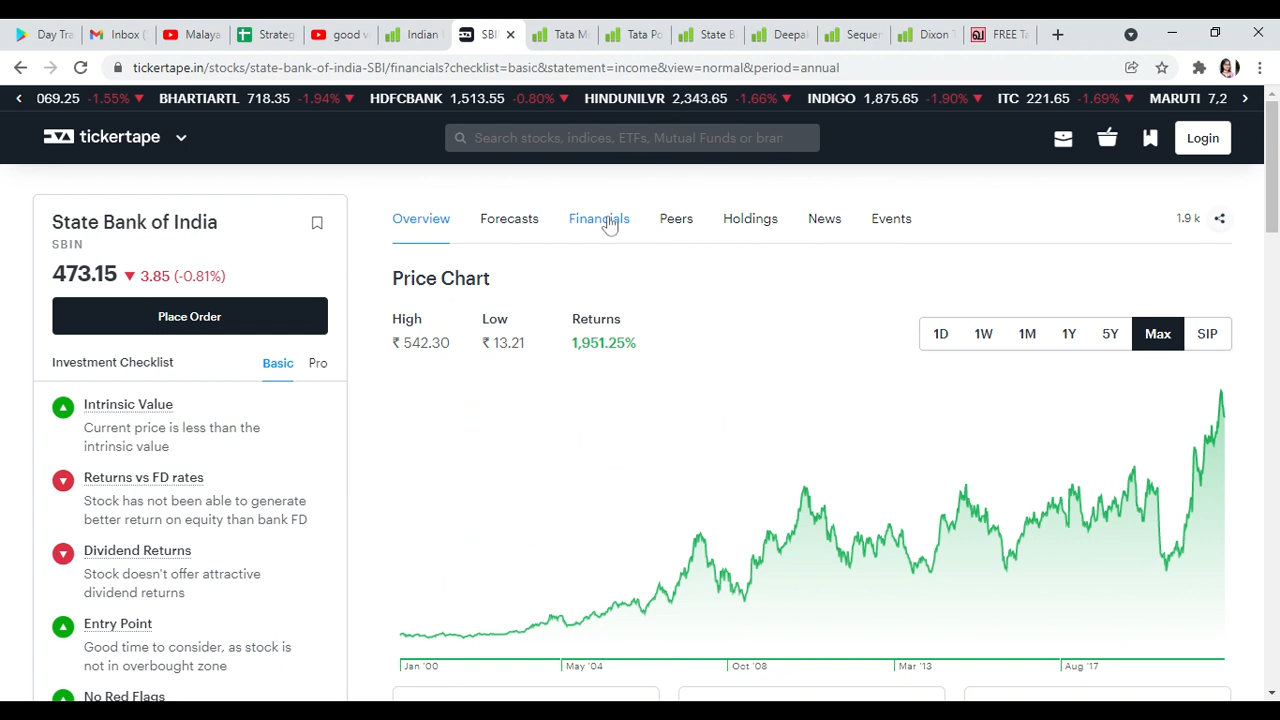 Day Tra
Inbox (
Malaya
Strateg
good v
Indian
SBI
Tata M
Tata Po
State B
Deepak
Sequer
Dixon T
FREE Ta
tickertape.in/stocks/state-bank-of-india-SBI/financials?checklist=basic&statement=income&view=normal&period=annual
069.25 -1.55% BHARTIARTL 718.35 -1.94% HDFCBANK 1,513.55 -0.80% HINDUNILVR 2,343.65 -1.66% INDIGO 1,875.65 -1.90% ITC 221.65 -1.69% MARUTI 7,2
tickertape
Search stocks, indices, ETFs, Mutual Funds or bran
Login
State Bank of India
SBIN
473.15 3.85 (-0.81%)
Place Order
Investment Checklist Basic Pro
Intrinsic Value
Current price is less than the
intrinsic value
Returns vs FD rates
Stock has not been able to generate
better return on equity than bank FD
Dividend Returns
Stock doesn't offer attractive
dividend returns
Entry Point
Good time to consider, as stock is
not in overbought zone
No Red Flags
Overview Forecasts Financials Peers Holdings News Events 1.9 k
Price Chart
High Low Returns
₹ 542.30 ₹ 13.21 1,951.25%
1D 1W 1M 1Y 5Y Max SIP
Jan '00 May '04 Oct '08 Mar '13 Aug '17